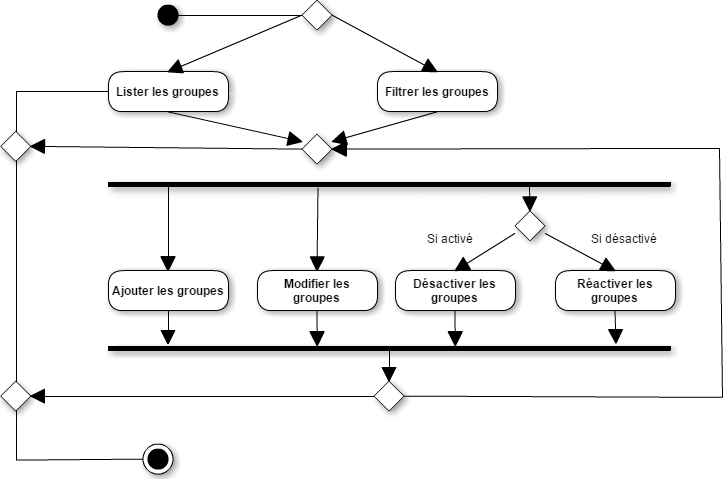 Lister les groupes
Filtrer les groupes
Si activé
Si désactivé
Ajouter les groupes
Modifier les
groupes
Désactiver les
groupes
Réactiver les
groupes